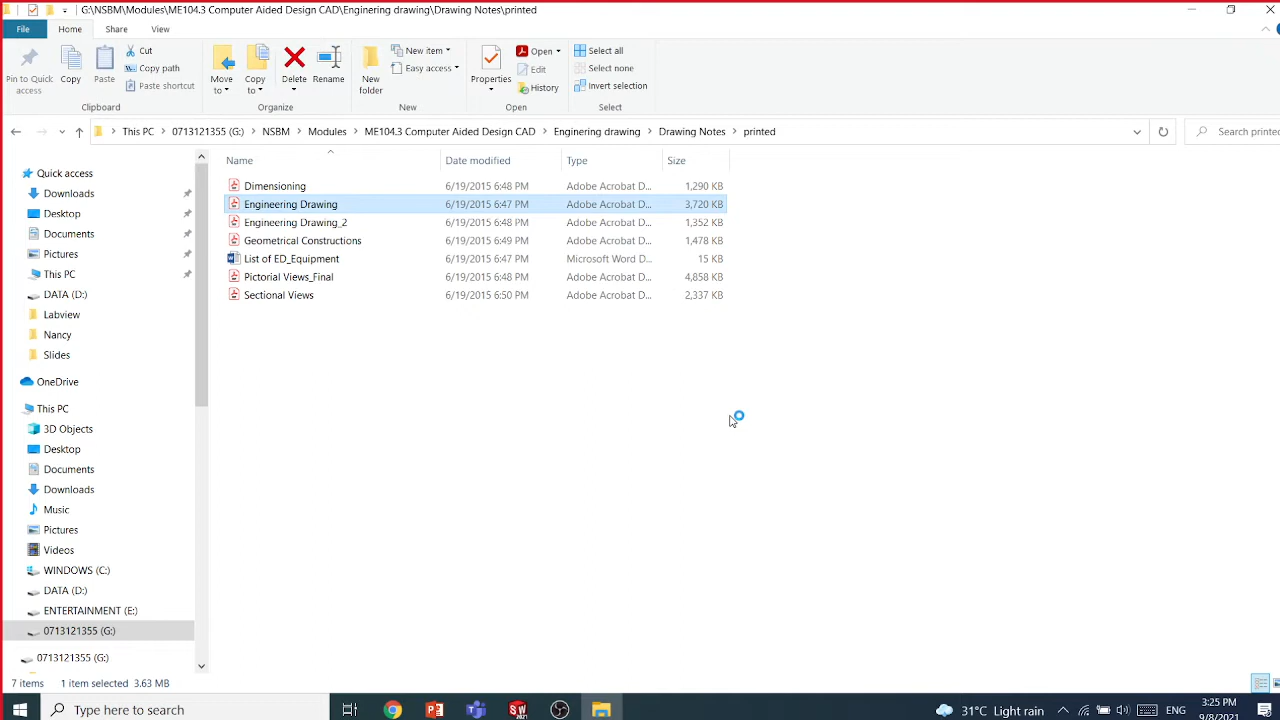 G:\NSBM\Modules\ME104.3 Computer Aided Design CAD\Enginering drawing\Drawing Notes\printed
File Home Share View
Pin to Quick access
Copy
Paste
Cut
Copy path
Paste shortcut
Clipboard
Move to
Copy to
Delete
Rename
Organize
New folder
New item
Easy access
New
Properties
Open
Edit
History
Open
Select all
Select none
Invert selection
Select
This PC > 0713121355 (G:) > NSBM > Modules > ME104.3 Computer Aided Design CAD > Enginering drawing > Drawing Notes > printed
Search printed
Name Date modified Type Size
Dimensioning 6/19/2015 6:48 PM Adobe Acrobat D... 1,290 KB
Engineering Drawing 6/19/2015 6:47 PM Adobe Acrobat D... 3,720 KB
Engineering Drawing_2 6/19/2015 6:48 PM Adobe Acrobat D... 1,352 KB
Geometrical Constructions 6/19/2015 6:49 PM Adobe Acrobat D... 1,478 KB
List of ED_Equipment 6/19/2015 6:47 PM Microsoft Word D... 15 KB
Pictorial Views_Final 6/19/2015 6:48 PM Adobe Acrobat D... 4,858 KB
Sectional Views 6/19/2015 6:50 PM Adobe Acrobat D... 2,337 KB
Quick access
Downloads
Desktop
Documents
Pictures
This PC
DATA (D:)
Labview
Nancy
Slides
OneDrive
This PC
3D Objects
Desktop
Documents
Downloads
Music
Pictures
Videos
WINDOWS (C:)
DATA (D:)
ENTERTAINMENT (E:)
0713121355 (G:)
0713121355 (G:)
7 items 1 item selected 3.63 MB
Type here to search
31°C Light rain
ENG
3:25 PM
9/8/2021